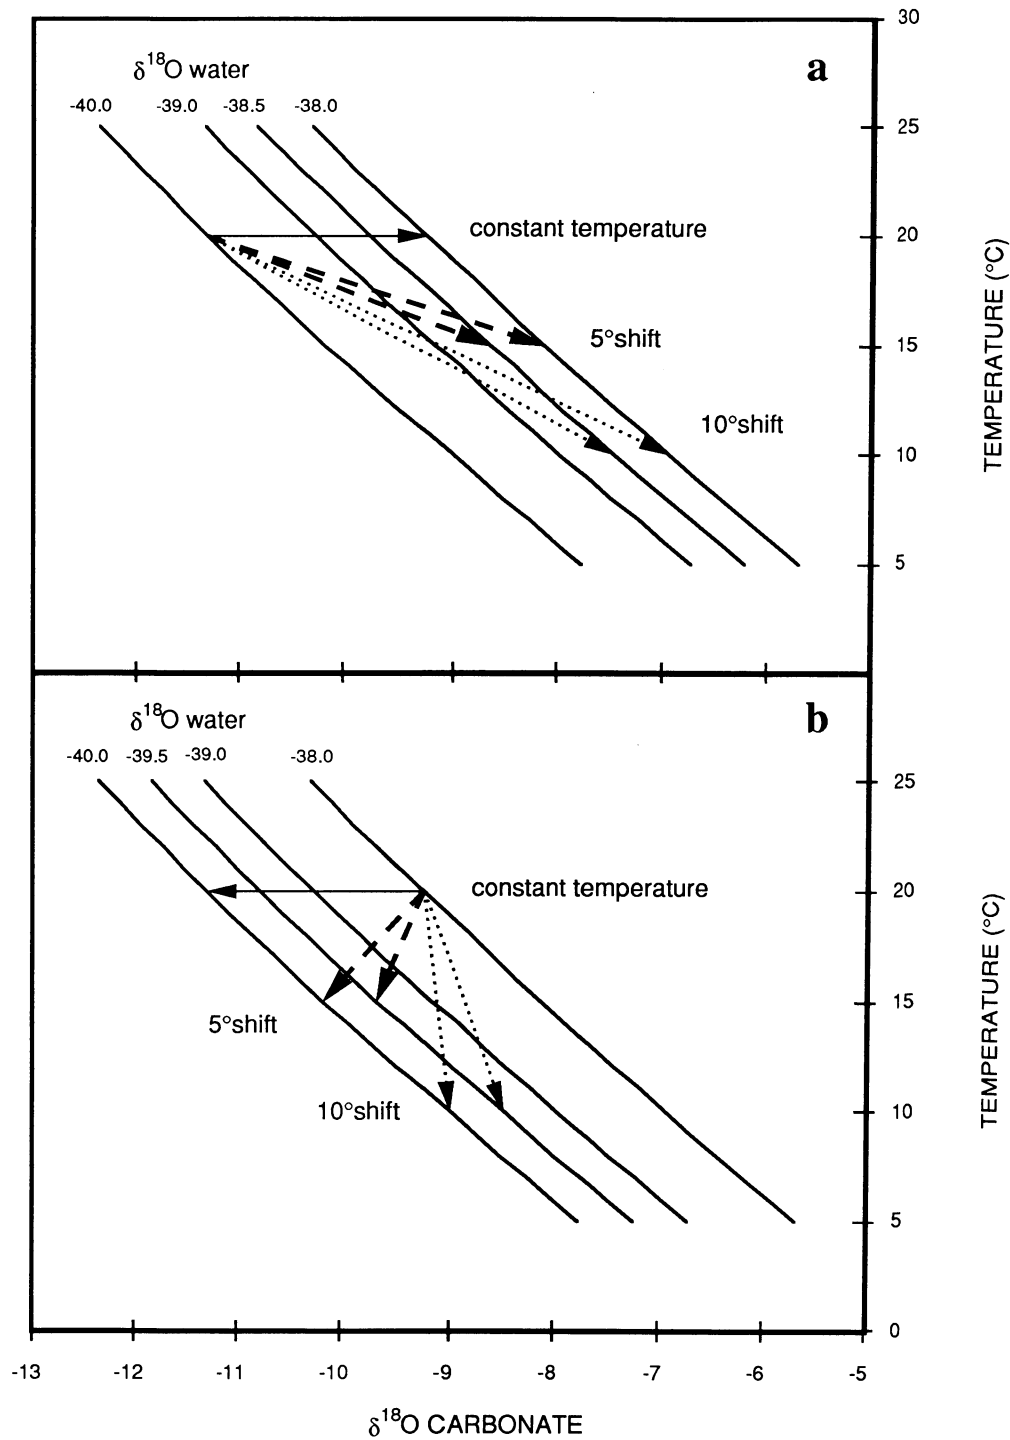 30
a
δ18O water
-40.0 -39.0 -38.5 -38.0
25
constant temperature
20
5°shift
15
10°shift
10
5
TEMPERATURE (°C)
b
δ18O water
-40.0 -39.5 -39.0 -38.0
25
constant temperature
20
15
5°shift
10°shift
10
5
0
TEMPERATURE (°C)
-13 -12 -11 -10 -9 -8 -7 -6 -5
δ18O CARBONATE